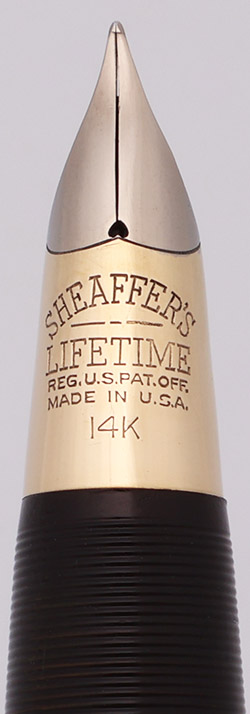 SHEAFFER'S
LIFETIME
REG. U.S. PAT. OFF.
MADE IN U.S.A.
14K